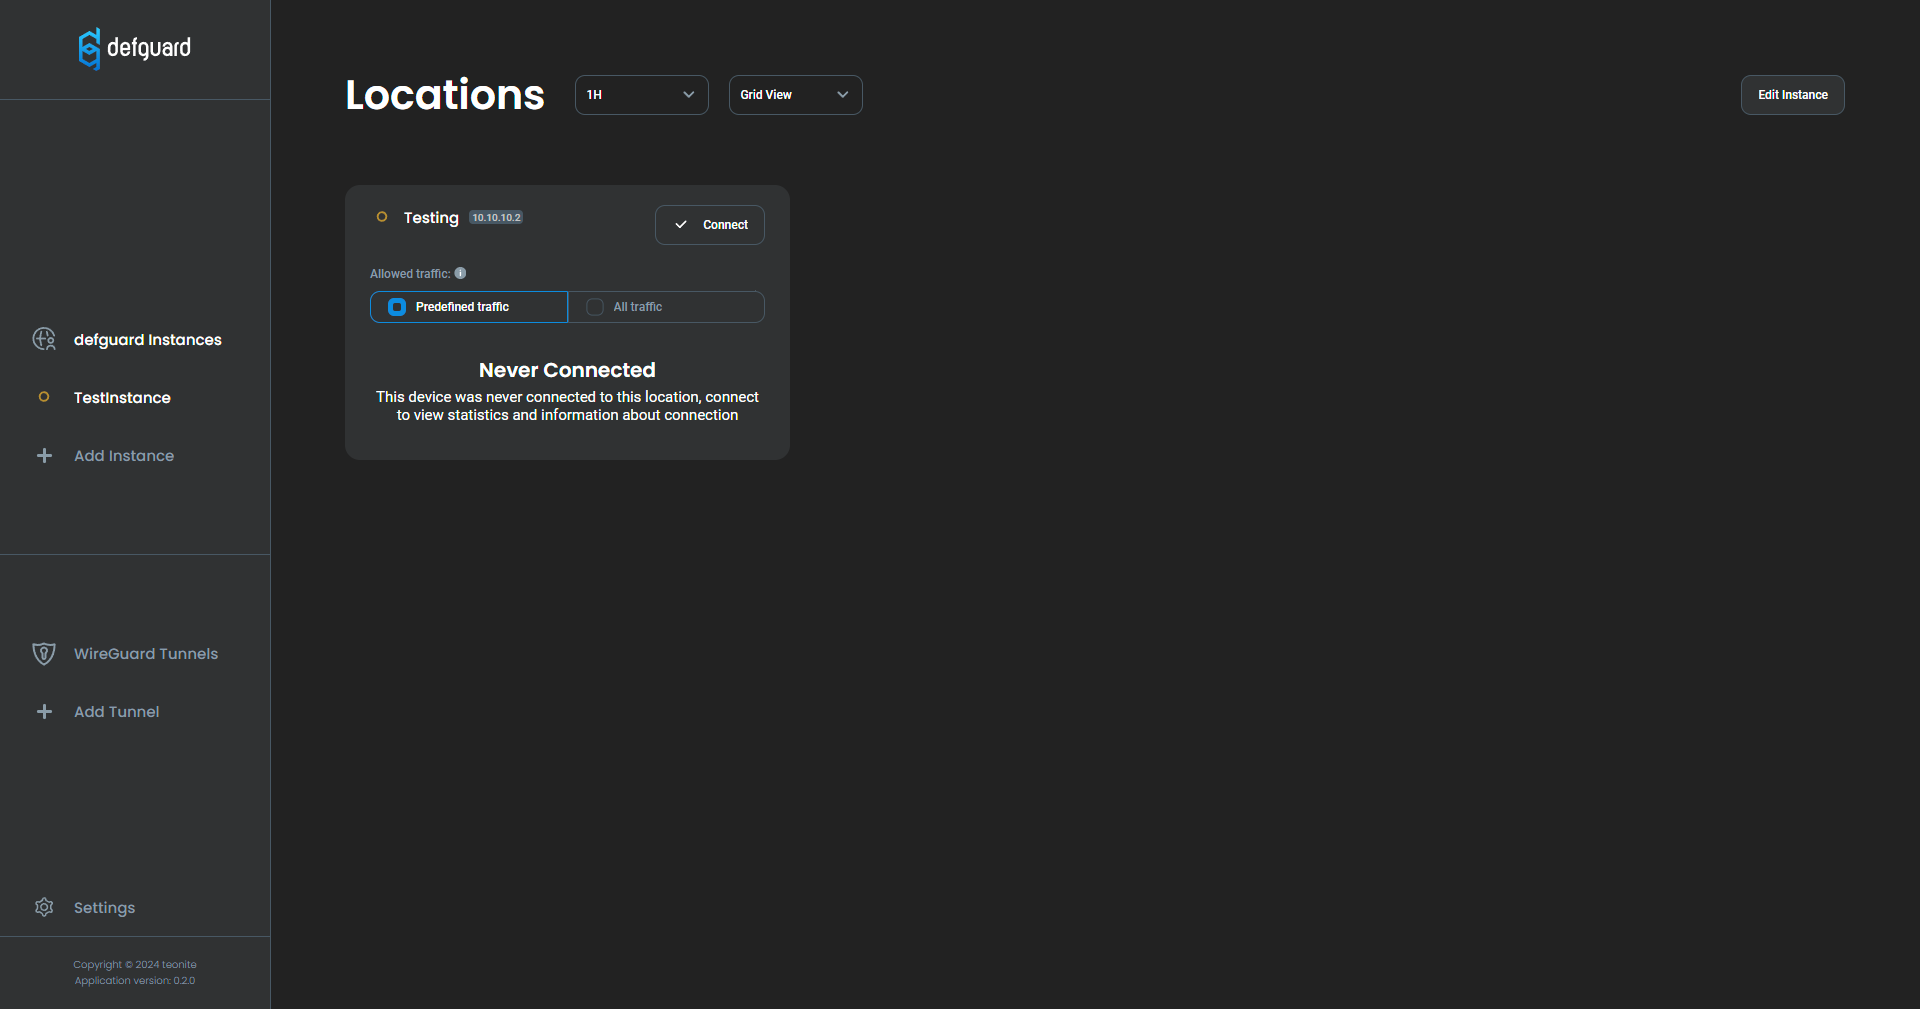 defguard
Locations
1H
Grid View
Edit Instance
Testing 10.10.10.2
Connect
Allowed traffic:
Predefined traffic
All traffic
Never Connected
This device was never connected to this location, connect
to view statistics and information about connection
defguard Instances
TestInstance
Add Instance
WireGuard Tunnels
Add Tunnel
Settings
Copyright © 2024 teonite
Application version: 0.2.0